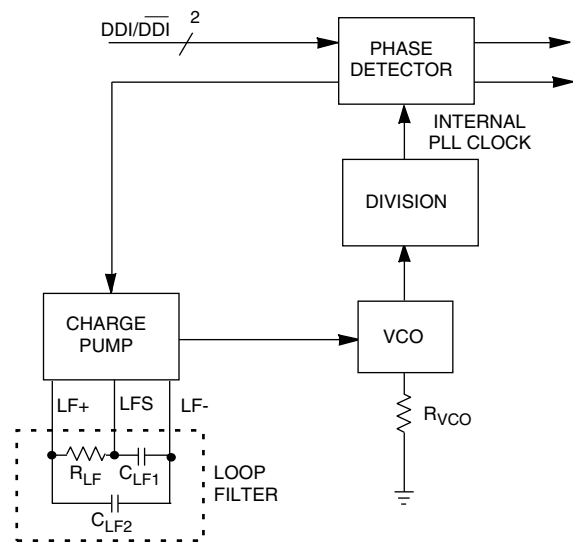 DDI/D̅D̅I̅ 2
PHASE
DETECTOR
INTERNAL
PLL CLOCK
DIVISION
CHARGE
PUMP
VCO
LF+ LFS LF-
RVCO
RLF CLF1
CLF2
LOOP
FILTER